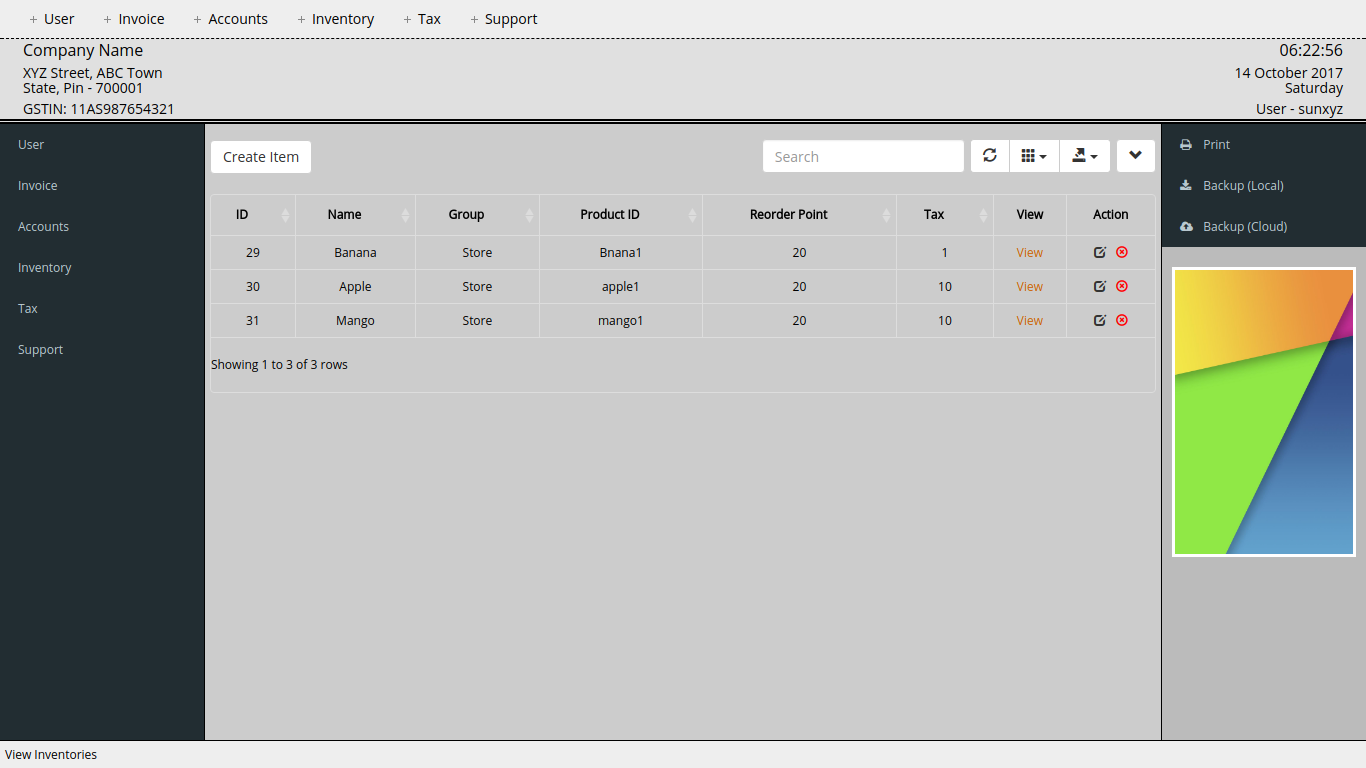 + User + Invoice + Accounts + Inventory + Tax + Support
Company Name
XYZ Street, ABC Town
State, Pin - 700001
GSTIN: 11AS987654321
06:22:56
14 October 2017
Saturday
User - sunxyz
User
Invoice
Accounts
Inventory
Tax
Support
Create Item
Search
ID Name Group Product ID Reorder Point Tax View Action
29 Banana Store Bnana1 20 1 View
30 Apple Store apple1 20 10 View
31 Mango Store mango1 20 10 View
Showing 1 to 3 of 3 rows
Print
Backup (Local)
Backup (Cloud)
View Inventories